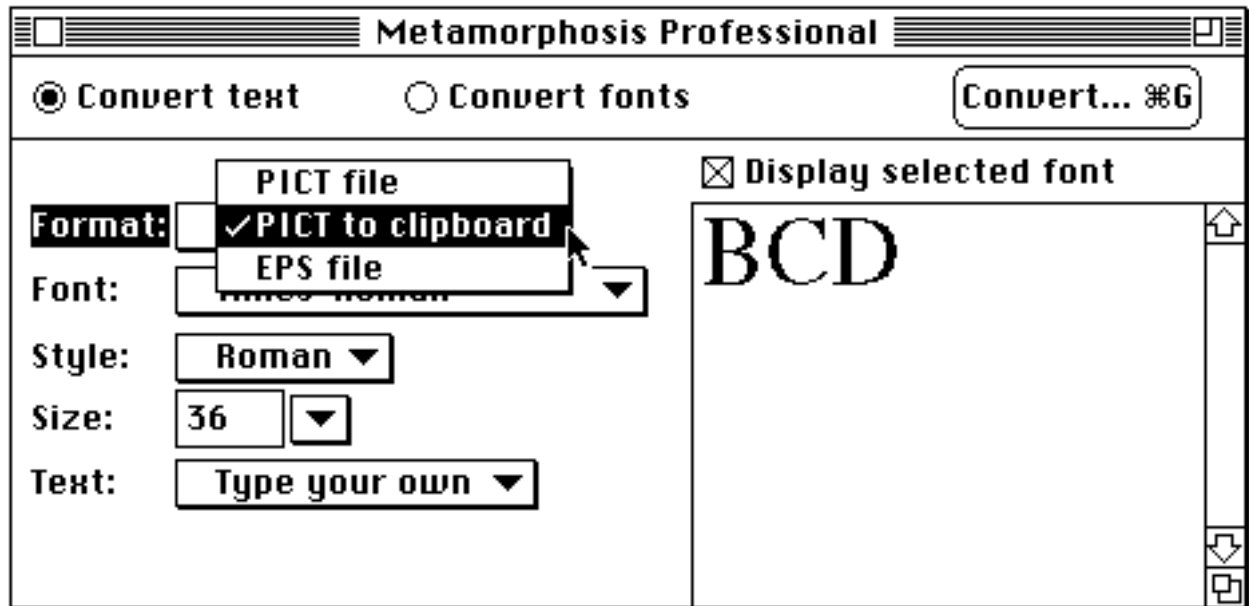 Metamorphosis Professional
Convert text Convert fonts Convert... ⌘G
PICT file
Display selected font
Format: ✓PICT to clipboard
BCD
EPS file
Font:
Style: Roman
Size: 36
Text: Type your own